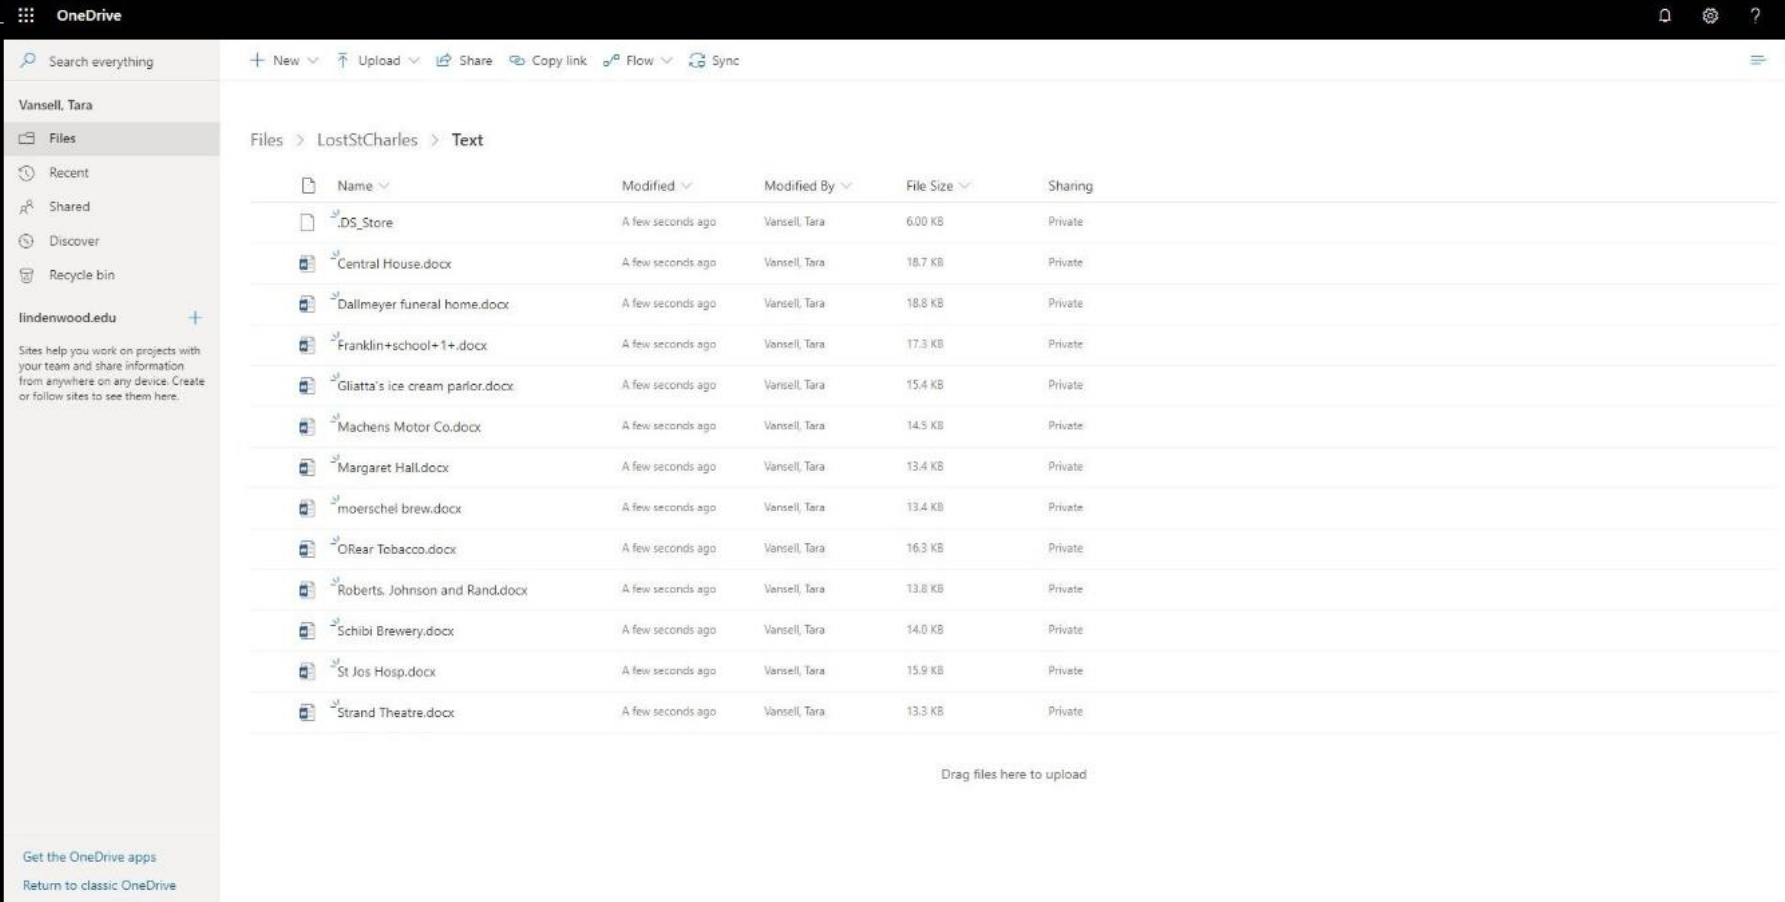 OneDrive
Search everything
New Upload Share Copy link Flow Sync
Vansell, Tara
Files
Recent
Shared
Discover
Recycle bin
lindenwood.edu
Sites help you work on projects with
your team and share information
from anywhere on any device. Create
or follow sites to see them here.
Get the OneDrive apps
Return to classic OneDrive
Files > LostStCharles > Text
Name Modified Modified By File Size Sharing
.DS_Store A few seconds ago Vansell, Tara 6.00 KB Private
Central House.docx A few seconds ago Vansell, Tara 18.7 KB Private
Dallmeyer funeral home.docx A few seconds ago Vansell, Tara 18.8 KB Private
Franklin+school+1+.docx A few seconds ago Vansell, Tara 17.3 KB Private
Gliatta's ice cream parlor.docx A few seconds ago Vansell, Tara 15.4 KB Private
Machens Motor Co.docx A few seconds ago Vansell, Tara 14.5 KB Private
Margaret Hall.docx A few seconds ago Vansell, Tara 13.4 KB Private
moerschel brew.docx A few seconds ago Vansell, Tara 13.4 KB Private
ORear Tobacco.docx A few seconds ago Vansell, Tara 16.3 KB Private
Roberts, Johnson and Rand.docx A few seconds ago Vansell, Tara 13.8 KB Private
Schibi Brewery.docx A few seconds ago Vansell, Tara 14.0 KB Private
St Jos Hosp.docx A few seconds ago Vansell, Tara 15.9 KB Private
Strand Theatre.docx A few seconds ago Vansell, Tara 13.3 KB Private
Drag files here to upload